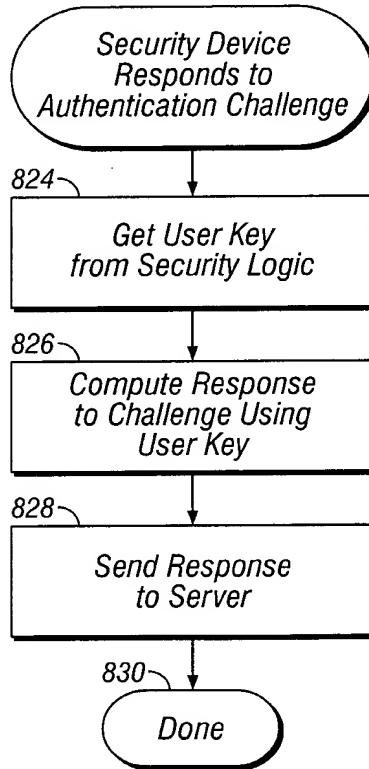 Security Device
Responds to
Authentication Challenge
824
Get User Key
from Security Logic
826
Compute Response
to Challenge Using
User Key
828
Send Response
to Server
830
Done